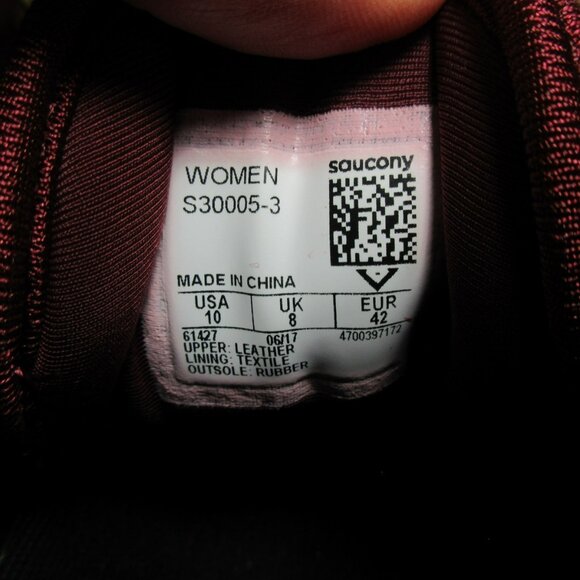 WOMEN
saucony
S30005-3
MADE IN CHINA
USA UK EUR
10 8 42
61427 06/17 4700397172
UPPER: LEATHER
LINING: TEXTILE
OUTSOLE: RUBBER